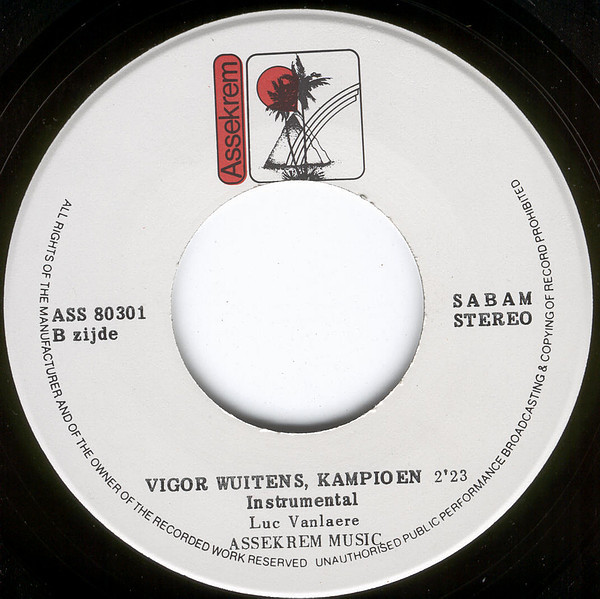 Assekrem
ASS 80301
B zijde
SABAM
STEREO
VIGOR WUITENS, KAMPIOEN 2'23
Instrumental
Luc Vanlaere
ASSEKREM MUSIC
ALL RIGHTS OF THE MANUFACTURER AND OF THE OWNER OF THE RECORDED WORK RESERVED UNAUTHORISED PUBLIC PERFORMANCE BROADCASTING & COPYING OF RECORD PROHIBITED